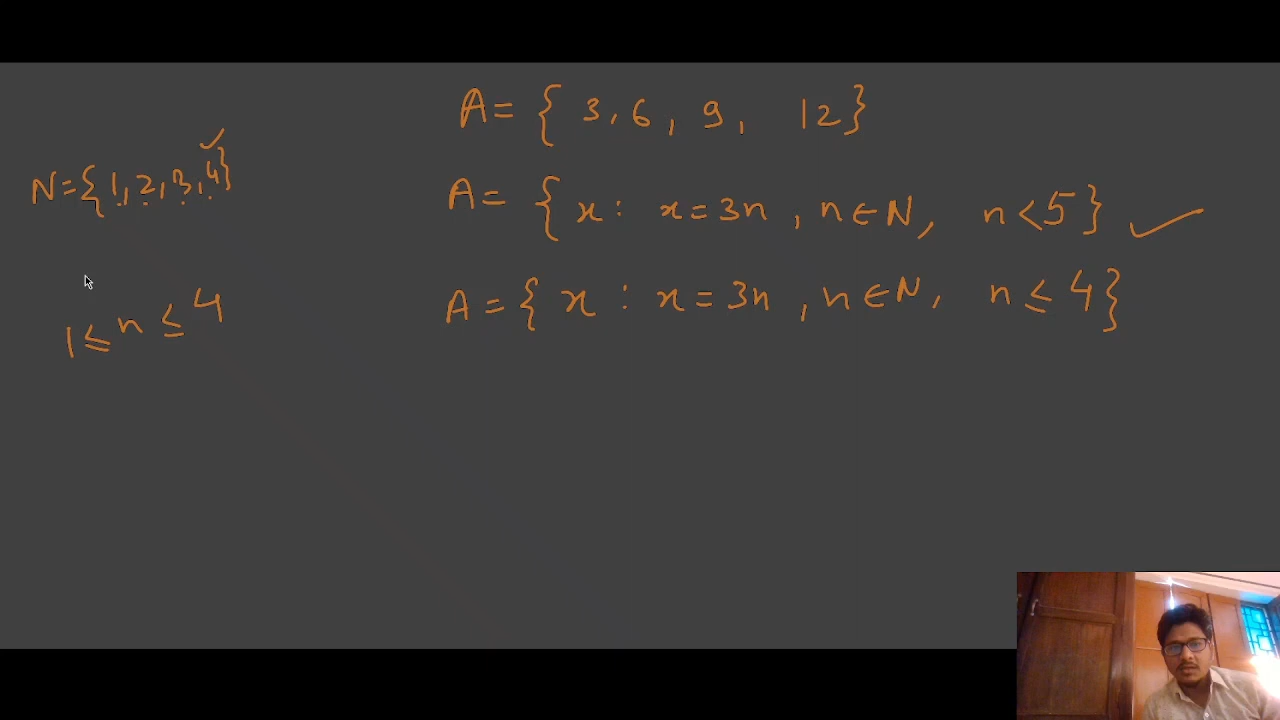 A = { 3, 6, 9, 12}
N = {1, 2, 3, 4}
A = { x : x = 3n , n ∈ N, n < 5}
1 ≤ n ≤ 4
A = { x : x = 3n , n ∈ N, n ≤ 4}